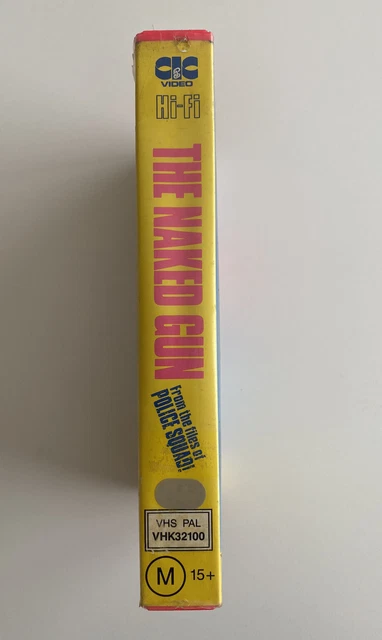 CIC
VIDEO
Hi-Fi
THE NAKED GUN
from the files of
POLICE SQUAD!
VHS PAL
VHK32100
M 15+